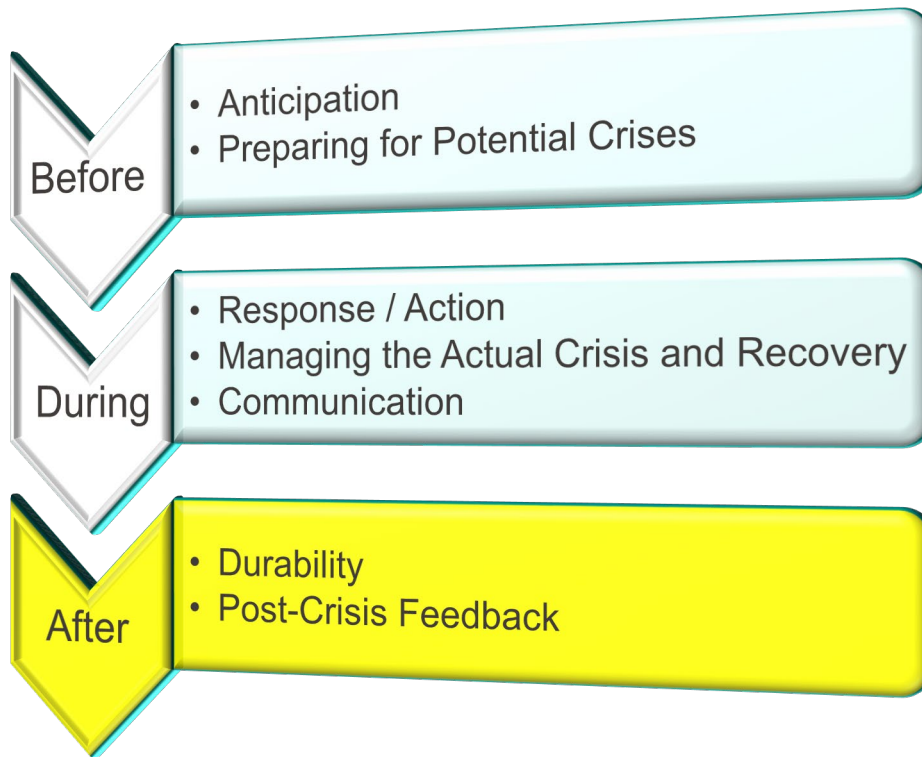 Before
• Anticipation
• Preparing for Potential Crises
During
• Response / Action
• Managing the Actual Crisis and Recovery
• Communication
After
• Durability
• Post-Crisis Feedback